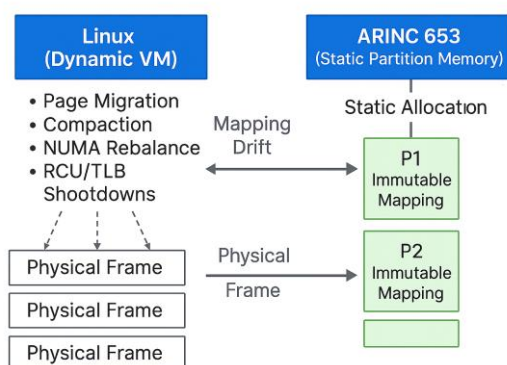 Linux
(Dynamic VM)
• Page Migration
• Compaction
• NUMA Rebalance
• RCU/TLB
Shootdowns
Physical Frame
Physical Frame
Physical Frame
Mapping
Drift
Physical
Frame
ARINC 653
(Static Partition Memory)
Static Allocation
P1
Immutable
Mapping
P2
Immutable
Mapping